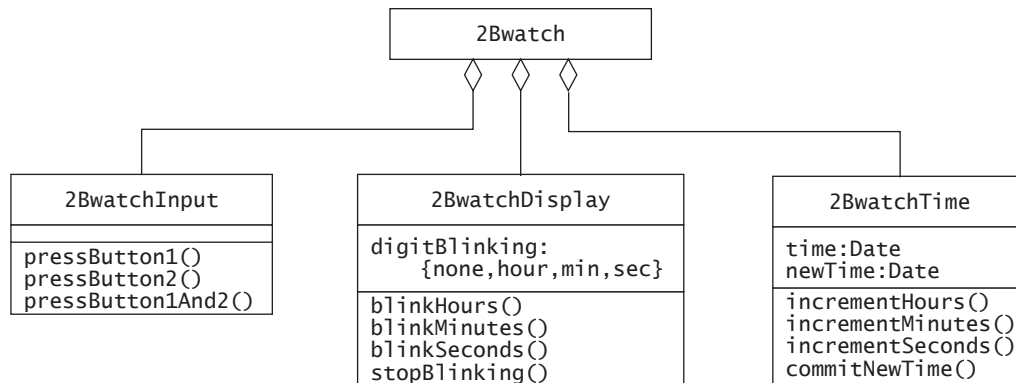 2Bwatch
2BwatchInput
pressButton1()
pressButton2()
pressButton1And2()
2BwatchDisplay
digitBlinking:
{none,hour,min,sec}
blinkHours()
blinkMinutes()
blinkSeconds()
stopBlinking()
2BwatchTime
time:Date
newTime:Date
incrementHours()
incrementMinutes()
incrementSeconds()
commitNewTime()